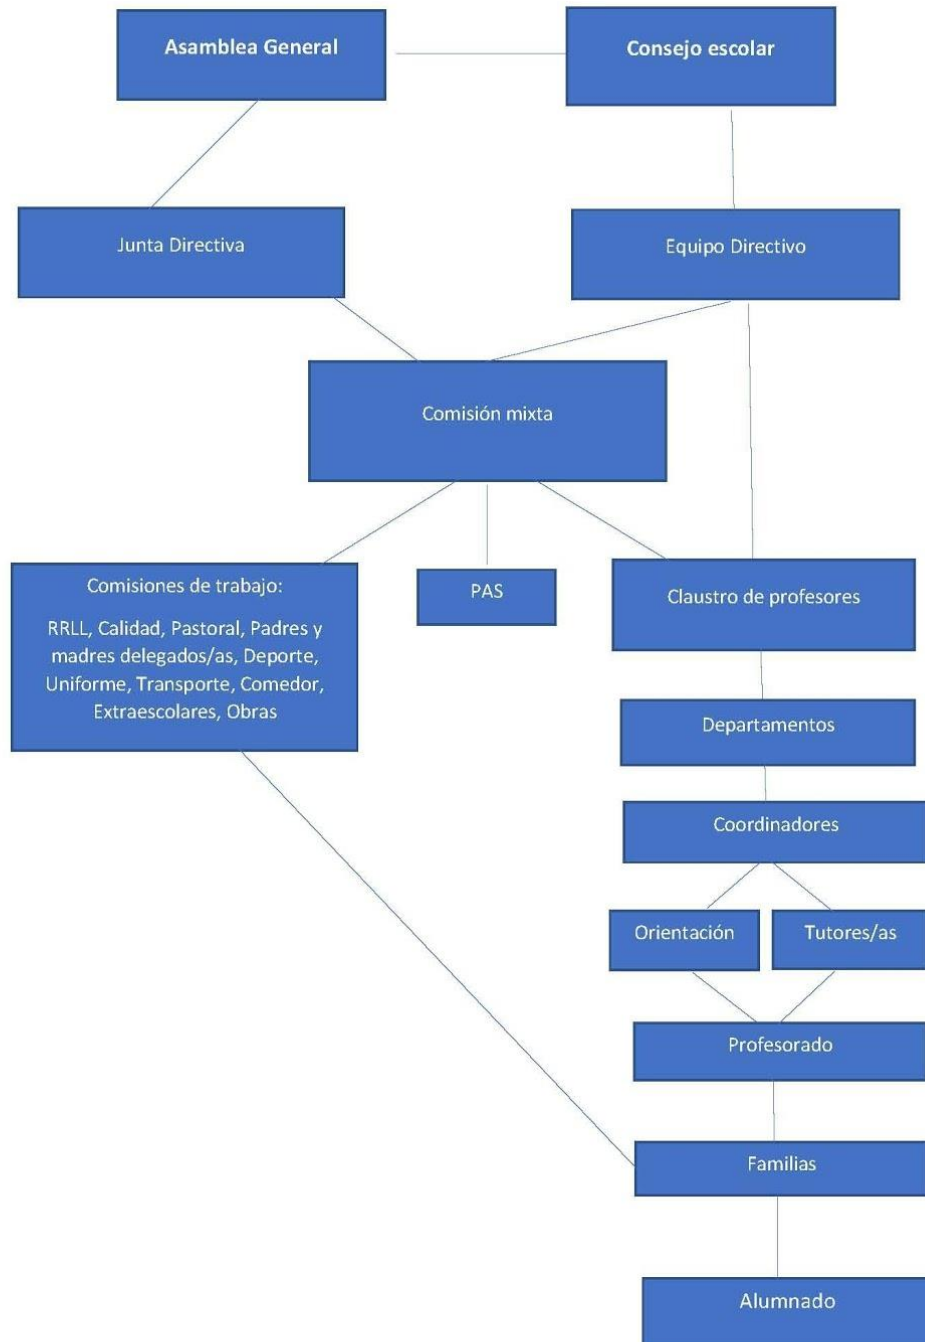 Asamblea General
Consejo escolar
Junta Directiva
Equipo Directivo
Comisión mixta
Comisiones de trabajo:
RRLL, Calidad, Pastoral, Padres y
madres delegados/as, Deporte,
Uniforme, Transporte, Comedor,
Extraescolares, Obras
PAS
Claustro de profesores
Departamentos
Coordinadores
Orientación
Tutores/as
Profesorado
Familias
Alumnado